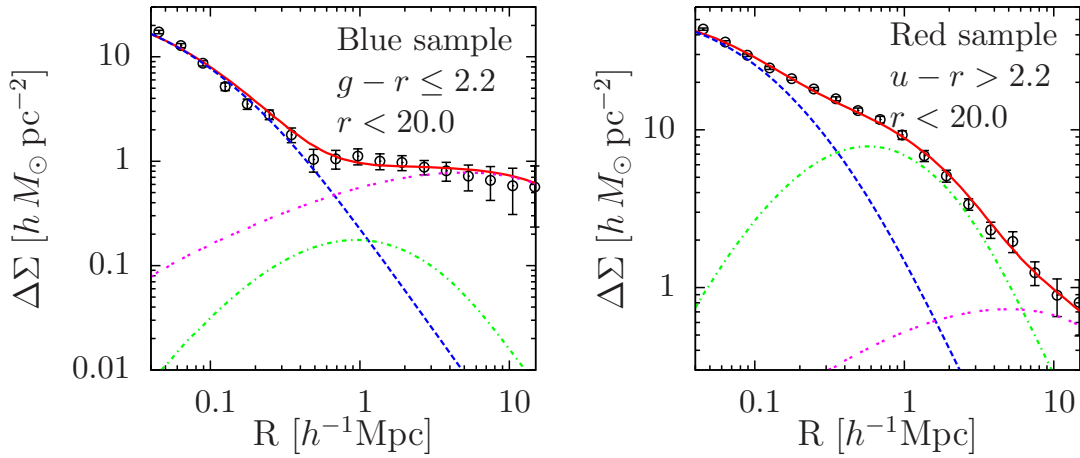 Blue sample
g − r ≤ 2.2
r < 20.0
ΔΣ [h M⊙ pc⁻²]
10
1
0.1
0.01
0.1
1
10
R [h⁻¹Mpc]
Red sample
u − r > 2.2
r < 20.0
ΔΣ [h M⊙ pc⁻²]
10
1
0.1
1
10
R [h⁻¹Mpc]